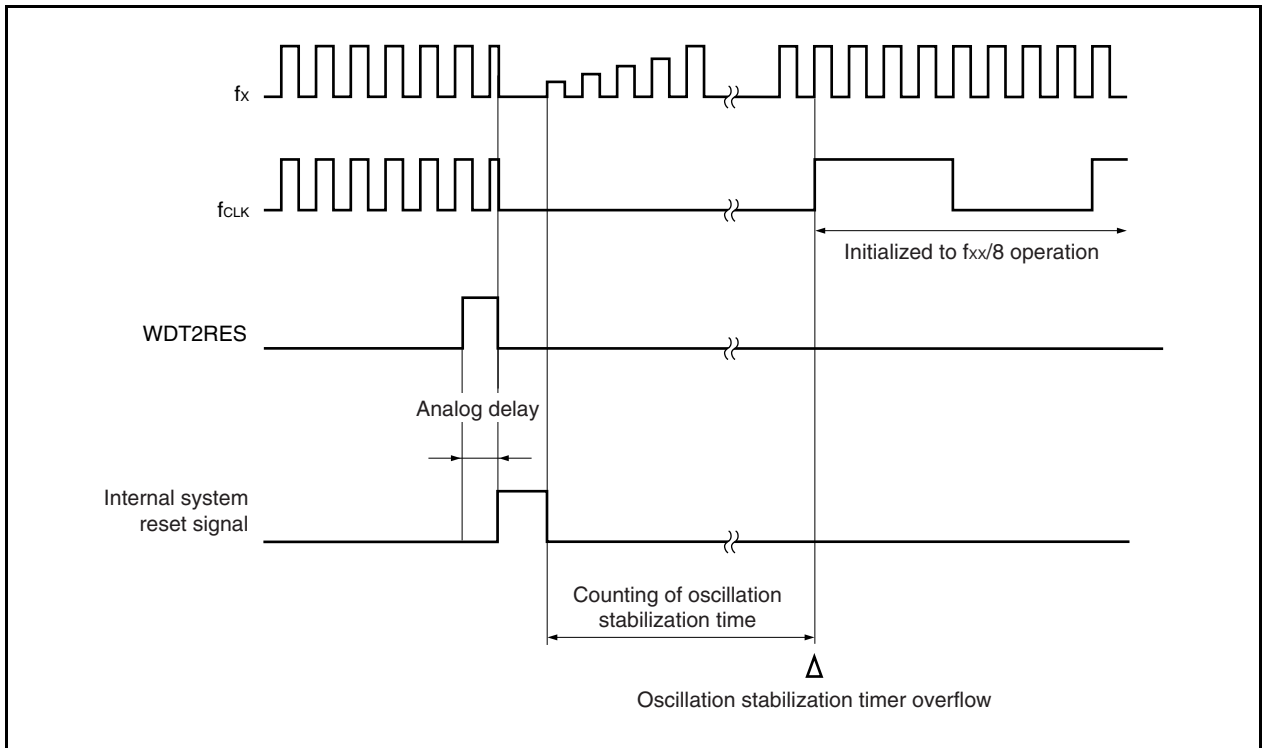 fX
fCLK
Initialized to fXX/8 operation
WDT2RES
Analog delay
Internal system
reset signal
Counting of oscillation
stabilization time
Oscillation stabilization timer overflow